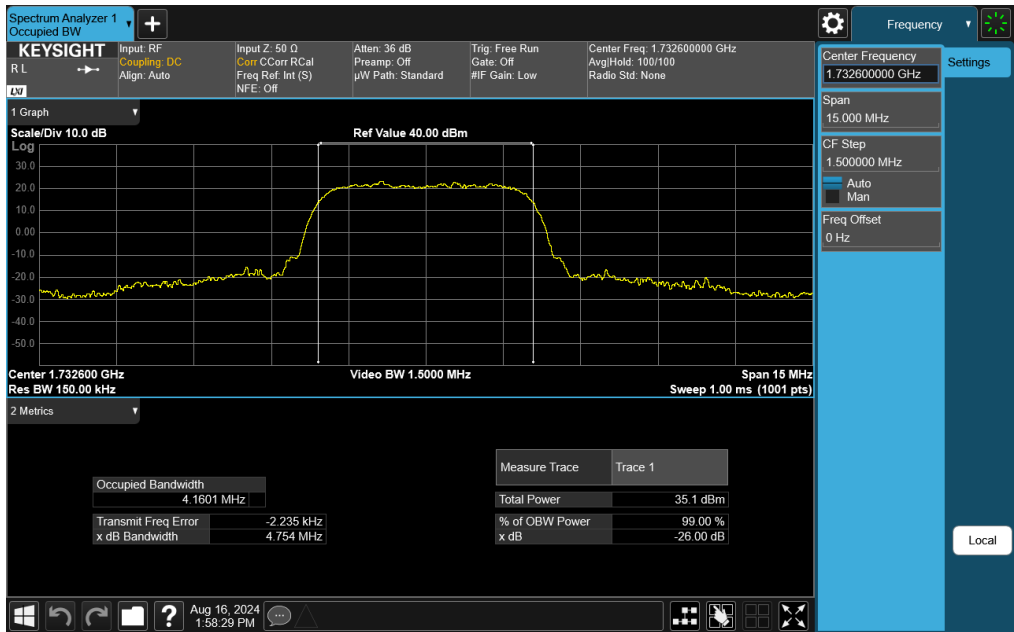 Spectrum Analyzer 1
Occupied BW
▼
+
Frequency ▼
KEYSIGHT
R L
LXI
Input: RF
Coupling: DC
Align: Auto
Input Z: 50 Ω
Corr CCorr RCal
Freq Ref: Int (S)
NFE: Off
Atten: 36 dB
Preamp: Off
µW Path: Standard
Trig: Free Run
Gate: Off
#IF Gain: Low
Center Freq: 1.732600000 GHz
Avg|Hold: 100/100
Radio Std: None
Center Frequency
1.732600000 GHz
Settings
Span
15.000 MHz
CF Step
1.500000 MHz
Auto
Man
Freq Offset
0 Hz
1 Graph ▼
Scale/Div 10.0 dB
Ref Value 40.00 dBm
Log
30.0
20.0
10.0
0.00
-10.0
-20.0
-30.0
-40.0
-50.0
Center 1.732600 GHz
Video BW 1.5000 MHz
Span 15 MHz
Res BW 150.00 kHz
Sweep 1.00 ms (1001 pts)
2 Metrics ▼
Measure Trace Trace 1
Occupied Bandwidth
4.1601 MHz
Total Power 35.1 dBm
Transmit Freq Error -2.235 kHz
% of OBW Power 99.00 %
x dB Bandwidth 4.754 MHz
x dB -26.00 dB
Local
?
Aug 16, 2024
1:58:29 PM